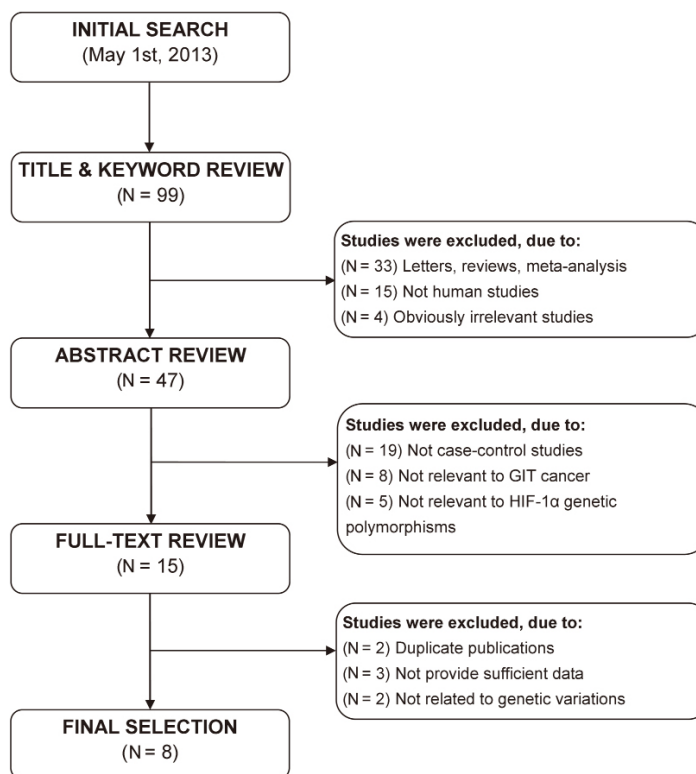 INITIAL SEARCH
(May 1st, 2013)
TITLE & KEYWORD REVIEW
(N = 99)
Studies were excluded, due to:
(N = 33) Letters, reviews, meta-analysis
(N = 15) Not human studies
(N = 4) Obviously irrelevant studies
ABSTRACT REVIEW
(N = 47)
Studies were excluded, due to:
(N = 19) Not case-control studies
(N = 8) Not relevant to GIT cancer
(N = 5) Not relevant to HIF-1α genetic
polymorphisms
FULL-TEXT REVIEW
(N = 15)
Studies were excluded, due to:
(N = 2) Duplicate publications
(N = 3) Not provide sufficient data
(N = 2) Not related to genetic variations
FINAL SELECTION
(N = 8)